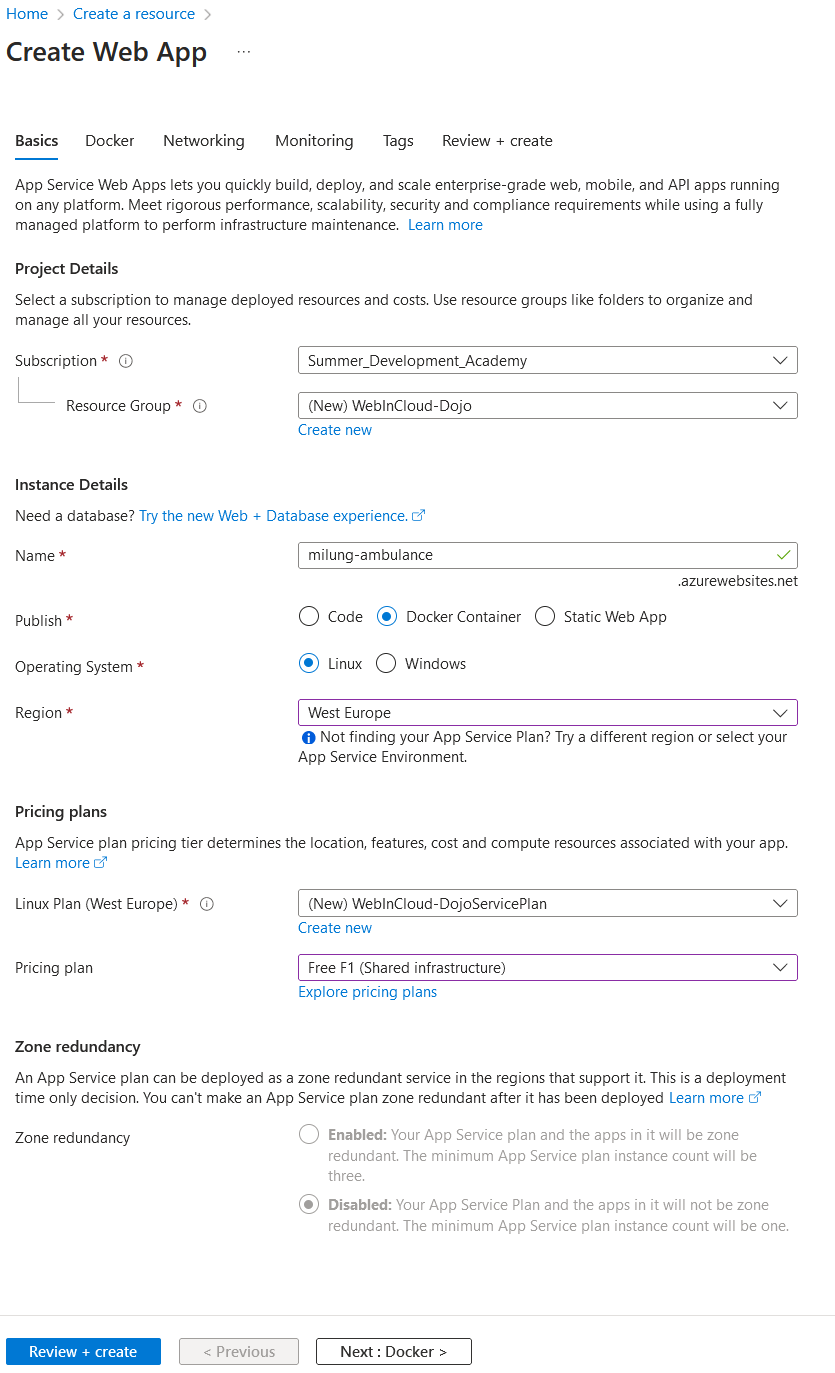 Home > Create a resource >
Create Web App ...
Basics Docker Networking Monitoring Tags Review + create
App Service Web Apps lets you quickly build, deploy, and scale enterprise-grade web, mobile, and API apps running
on any platform. Meet rigorous performance, scalability, security and compliance requirements while using a fully
managed platform to perform infrastructure maintenance. Learn more
Project Details
Select a subscription to manage deployed resources and costs. Use resource groups like folders to organize and
manage all your resources.
Subscription * Summer_Development_Academy
Resource Group * (New) WebInCloud-Dojo
Create new
Instance Details
Need a database? Try the new Web + Database experience.
Name * milung-ambulance
.azurewebsites.net
Publish * Code Docker Container Static Web App
Operating System * Linux Windows
Region * West Europe
Not finding your App Service Plan? Try a different region or select your
App Service Environment.
Pricing plans
App Service plan pricing tier determines the location, features, cost and compute resources associated with your app.
Learn more
Linux Plan (West Europe) * (New) WebInCloud-DojoServicePlan
Create new
Pricing plan Free F1 (Shared infrastructure)
Explore pricing plans
Zone redundancy
An App Service plan can be deployed as a zone redundant service in the regions that support it. This is a deployment
time only decision. You can't make an App Service plan zone redundant after it has been deployed Learn more
Zone redundancy Enabled: Your App Service plan and the apps in it will be zone
redundant. The minimum App Service plan instance count will be
three.
Disabled: Your App Service Plan and the apps in it will not be zone
redundant. The minimum App Service plan instance count will be one.
Review + create < Previous Next : Docker >